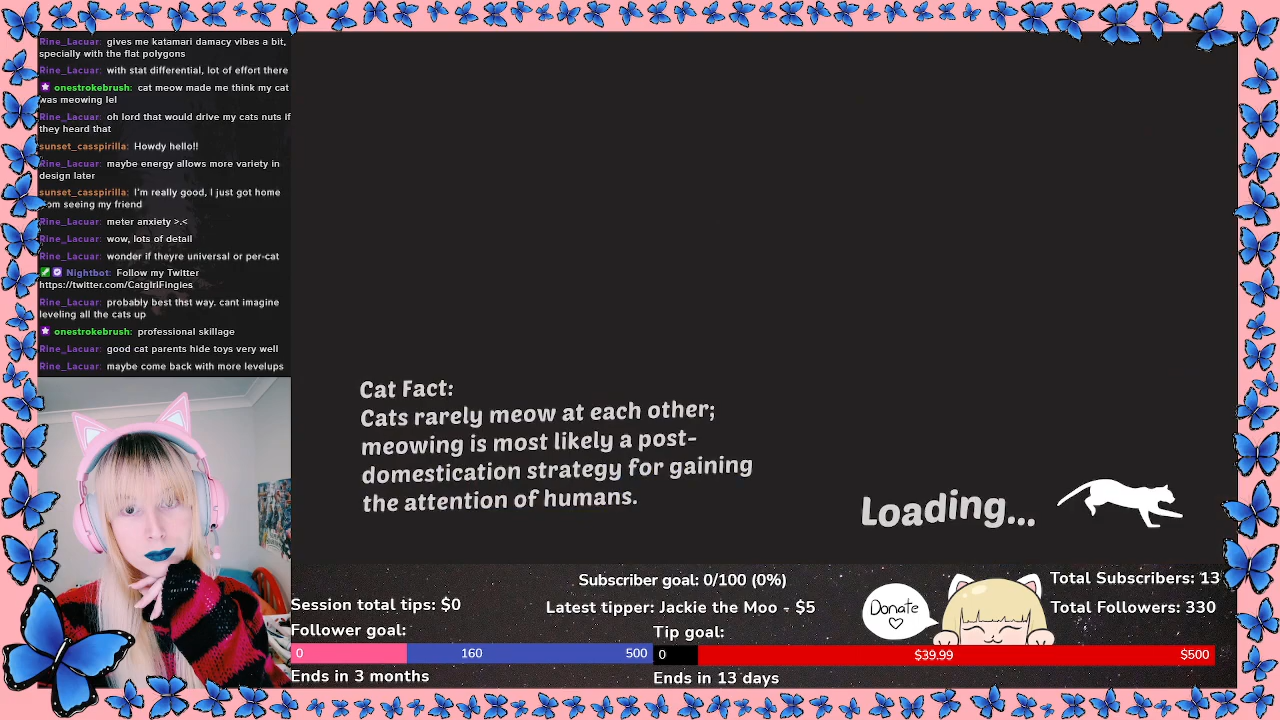 Rine_Lacuar: gives me katamari damacy vibes a bit,
specially with the flat polygons
Rine_Lacuar: with stat differential, lot of effort there
onestrokebrush: cat meow made me think my cat
was meowing lel
Rine_Lacuar: oh lord that would drive my cats nuts if
they heard that
sunset_casspirilla: Howdy hello!!
Rine_Lacuar: maybe energy allows more variety in
design later
sunset_casspirilla: I'm really good, I just got home
om seeing my friend
Rine_Lacuar: meter anxiety >.<
Rine_Lacuar: wow, lots of detail
Rine_Lacuar: wonder if theyre universal or per-cat
Nightbot: Follow my Twitter
https://twitter.com/CatgirlFingies
Rine_Lacuar: probably best thst way. cant imagine
leveling all the cats up
onestrokebrush: professional skillage
Rine_Lacuar: good cat parents hide toys very well
Rine_Lacuar: maybe come back with more levelups
Cat Fact:
Cats rarely meow at each other;
meowing is most likely a post-
domestication strategy for gaining
the attention of humans.
Loading...
Subscriber goal: 0/100 (0%)
Total Subscribers: 13
Session total tips: $0
Latest tipper: Jackie the Moo - $5
Donate
Total Followers: 330
Follower goal:
Tip goal:
0 160 500
0 $39.99 $500
Ends in 3 months
Ends in 13 days